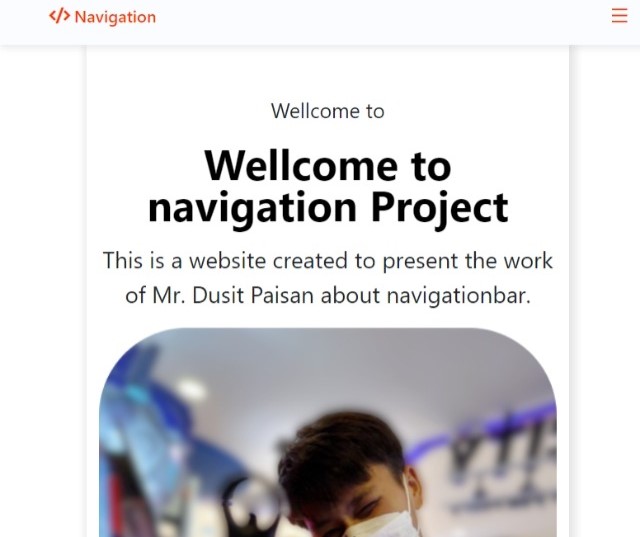 </> Navigation
Wellcome to
Wellcome to
navigation Project
This is a website created to present the work
of Mr. Dusit Paisan about navigationbar.